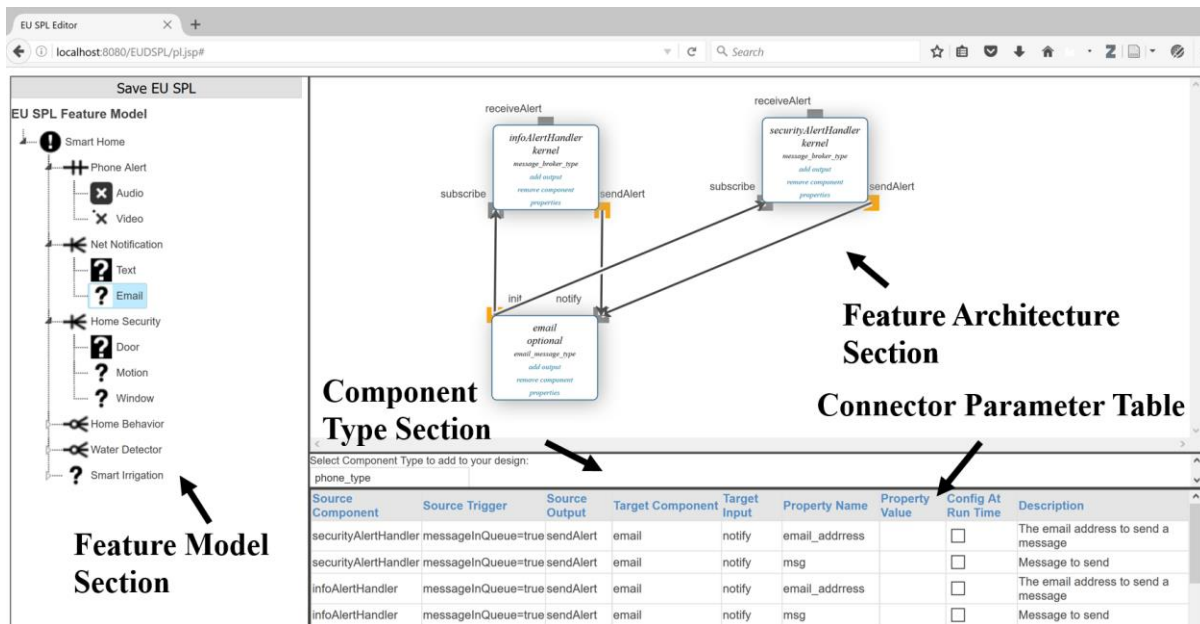 EU SPL Editor
localhost:8080/EUDSPL/pl.jsp#
Search
Save EU SPL
EU SPL Feature Model
Smart Home
Phone Alert
Audio
Video
Net Notification
Text
Email
Home Security
Door
Motion
Window
Home Behavior
Water Detector
Smart Irrigation
Feature Model
Section
receiveAlert
infoAlertHandler
kernel
message_broker_type
add output
remove component
properties
subscribe
sendAlert
receiveAlert
securityAlertHandler
kernel
message_broker_type
add output
remove component
properties
subscribe
sendAlert
init
notify
email
optional
email_message_type
add output
remove component
properties
Feature Architecture
Section
Component
Type Section
Connector Parameter Table
Select Component Type to add to your design:
phone_type
Source Component Source Trigger Source Output Target Component Target Input Property Name Property Value Config At Run Time Description
securityAlertHandler messageInQueue=true sendAlert email notify email_addrress The email address to send a message
securityAlertHandler messageInQueue=true sendAlert email notify msg Message to send
infoAlertHandler messageInQueue=true sendAlert email notify email_addrress The email address to send a message
infoAlertHandler messageInQueue=true sendAlert email notify msg Message to send